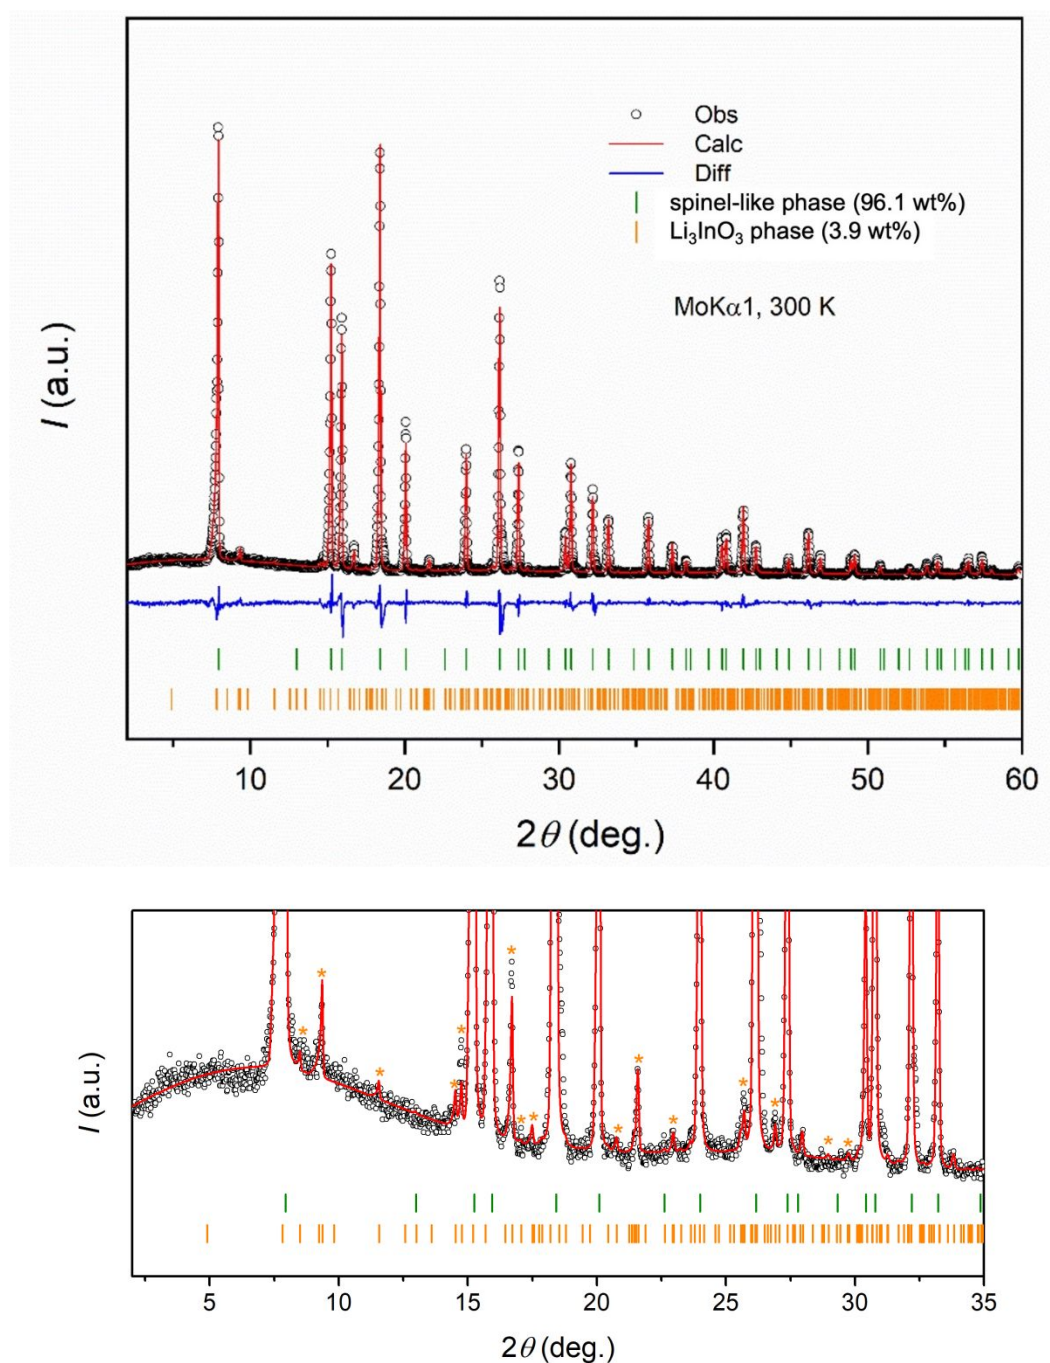 Obs
Calc
Diff
spinel-like phase (96.1 wt%)
Li₃InO₃ phase (3.9 wt%)
MoKα1, 300 K
I (a.u.)
10 20 30 40 50 60
2θ (deg.)
* * * * * * * * * * * * * * *
I (a.u.)
5 10 15 20 25 30 35
2θ (deg.)